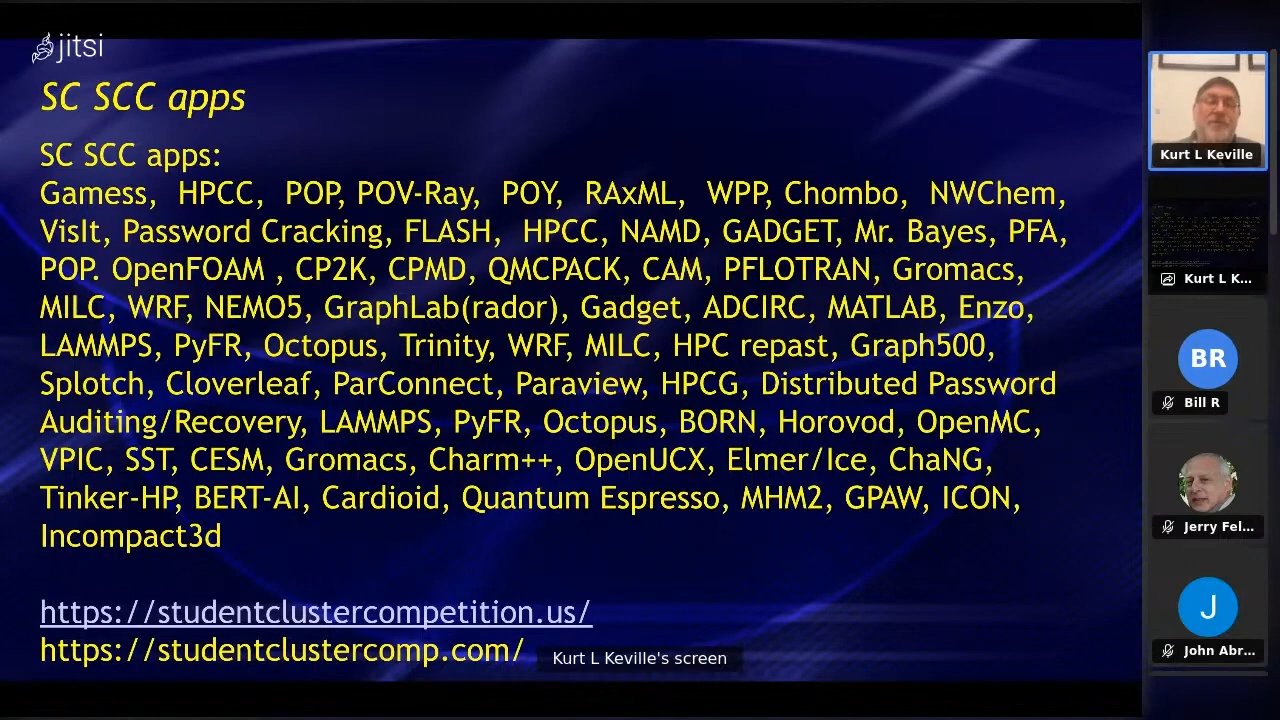 jitsi
SC SCC apps
SC SCC apps:
Gamess, HPCC, POP, POV-Ray, POY, RAxML, WPP, Chombo, NWChem,
VisIt, Password Cracking, FLASH, HPCC, NAMD, GADGET, Mr. Bayes, PFA,
POP. OpenFOAM , CP2K, CPMD, QMCPACK, CAM, PFLOTRAN, Gromacs,
MILC, WRF, NEMO5, GraphLab(rador), Gadget, ADCIRC, MATLAB, Enzo,
LAMMPS, PyFR, Octopus, Trinity, WRF, MILC, HPC repast, Graph500,
Splotch, Cloverleaf, ParConnect, Paraview, HPCG, Distributed Password
Auditing/Recovery, LAMMPS, PyFR, Octopus, BORN, Horovod, OpenMC,
VPIC, SST, CESM, Gromacs, Charm++, OpenUCX, Elmer/Ice, ChaNG,
Tinker-HP, BERT-AI, Cardioid, Quantum Espresso, MHM2, GPAW, ICON,
Incompact3d
https://studentclustercompetition.us/
https://studentclustercomp.com/
Kurt L Keville's screen
Kurt L Keville
Kurt L K...
BR
Bill R
Jerry Fel...
J
John Abr...